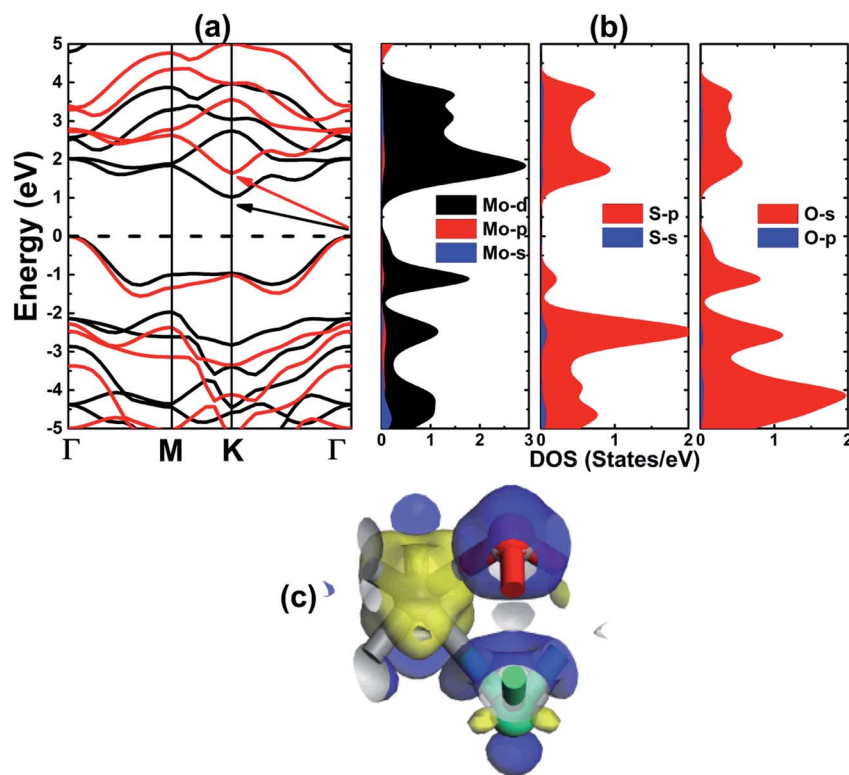 (a)
(b)
5
4
3
2
1
0
-1
-2
-3
-4
-5
Energy (eV)
Γ M K Γ
Mo-d
Mo-p
Mo-s
S-p
S-s
O-s
O-p
0 1 2 3 0 1 2 0 1 2
DOS (States/eV)
(c)